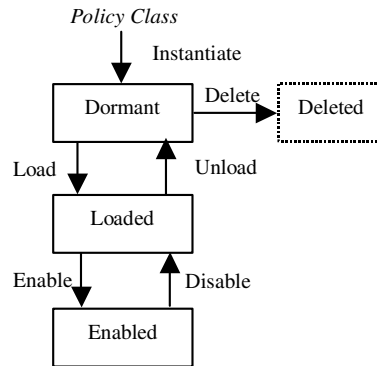 Policy Class
Instantiate
Dormant
Delete
Deleted
Load
Unload
Loaded
Enable
Disable
Enabled